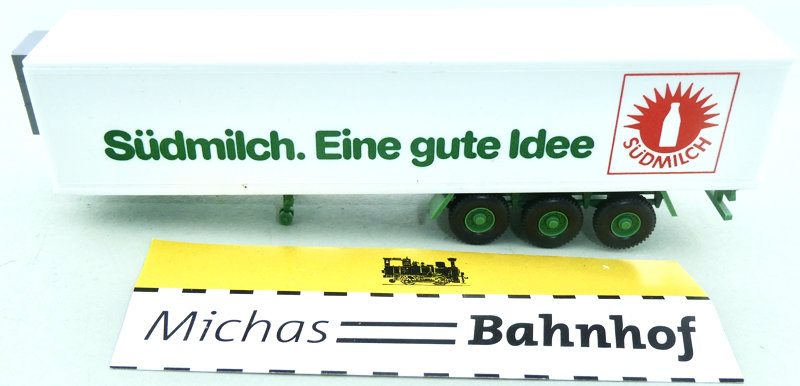 Südmilch. Eine gute Idee
SÜDMILCH
Michas Bahnhof